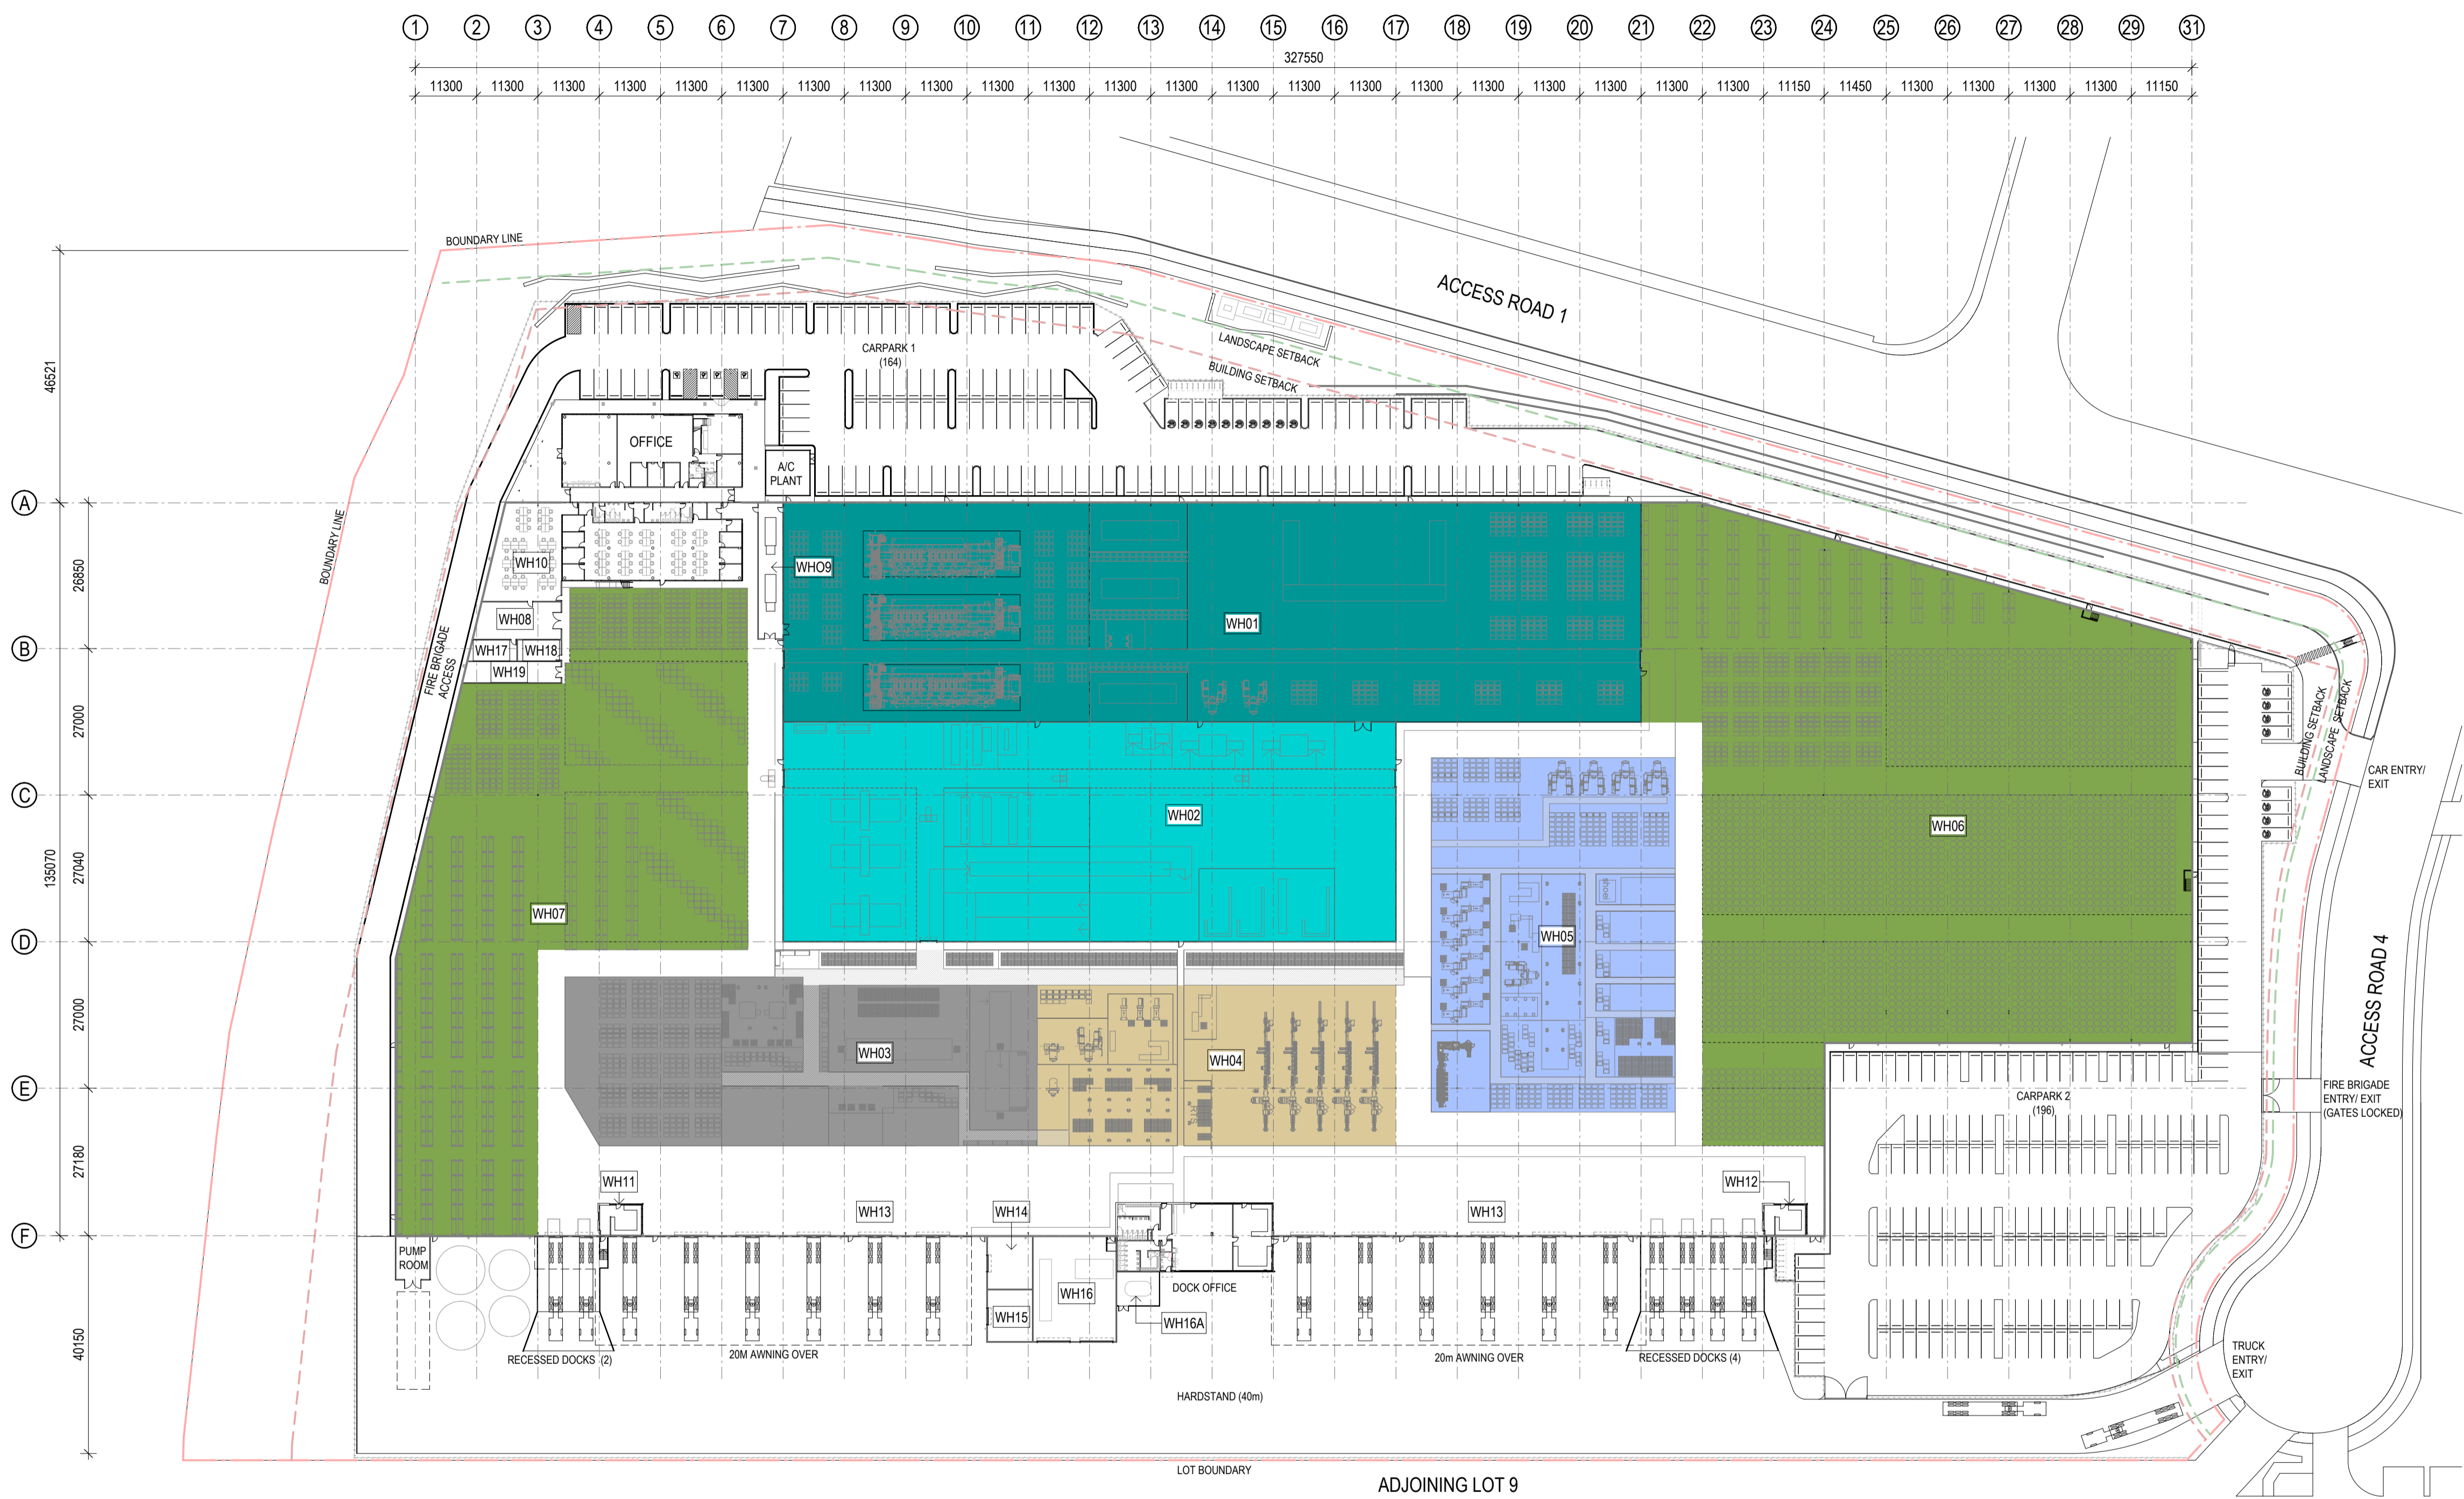 1 2 3 4 5 6 7 8 9 10 11 12 13 14 15 16 17 18 19 20 21 22 23 24 25 26 27 28 29 31
327550
11300 11300 11300 11300 11300 11300 11300 11300 11300 11300 11300 11300 11300 11300 11300 11300 11300 11300 11300 11300 11300 11300 11150 11450 11300 11300 11300 11300 11150
BOUNDARY LINE
ACCESS ROAD 1
LANDSCAPE SETBACK
BUILDING SETBACK
CARPARK 1
(164)
46521
OFFICE
A/C
PLANT
A
BOUNDARY LINE
WH10
WHO9
26850
WH08
WH01
B
WH17
WH18
WH19
FIRE BRIGADE
ACCESS
27000
BUILDING SETBACK
LANDSCAPE SETBACK
CAR ENTRY/
EXIT
C
WH02
WH06
135070
27040
WH07
WH05
D
ACCESS ROAD 4
27000
WH03
WH04
E
FIRE BRIGADE
ENTRY/ EXIT
(GATES LOCKED)
CARPARK 2
(196)
27180
WH11
WH12
WH13
WH14
WH13
F
PUMP
ROOM
DOCK OFFICE
WH16
WH15
WH16A
40150
RECESSED DOCKS (2)
20M AWNING OVER
20m AWNING OVER
RECESSED DOCKS (4)
TRUCK
ENTRY/
EXIT
HARDSTAND (40m)
LOT BOUNDARY
ADJOINING LOT 9